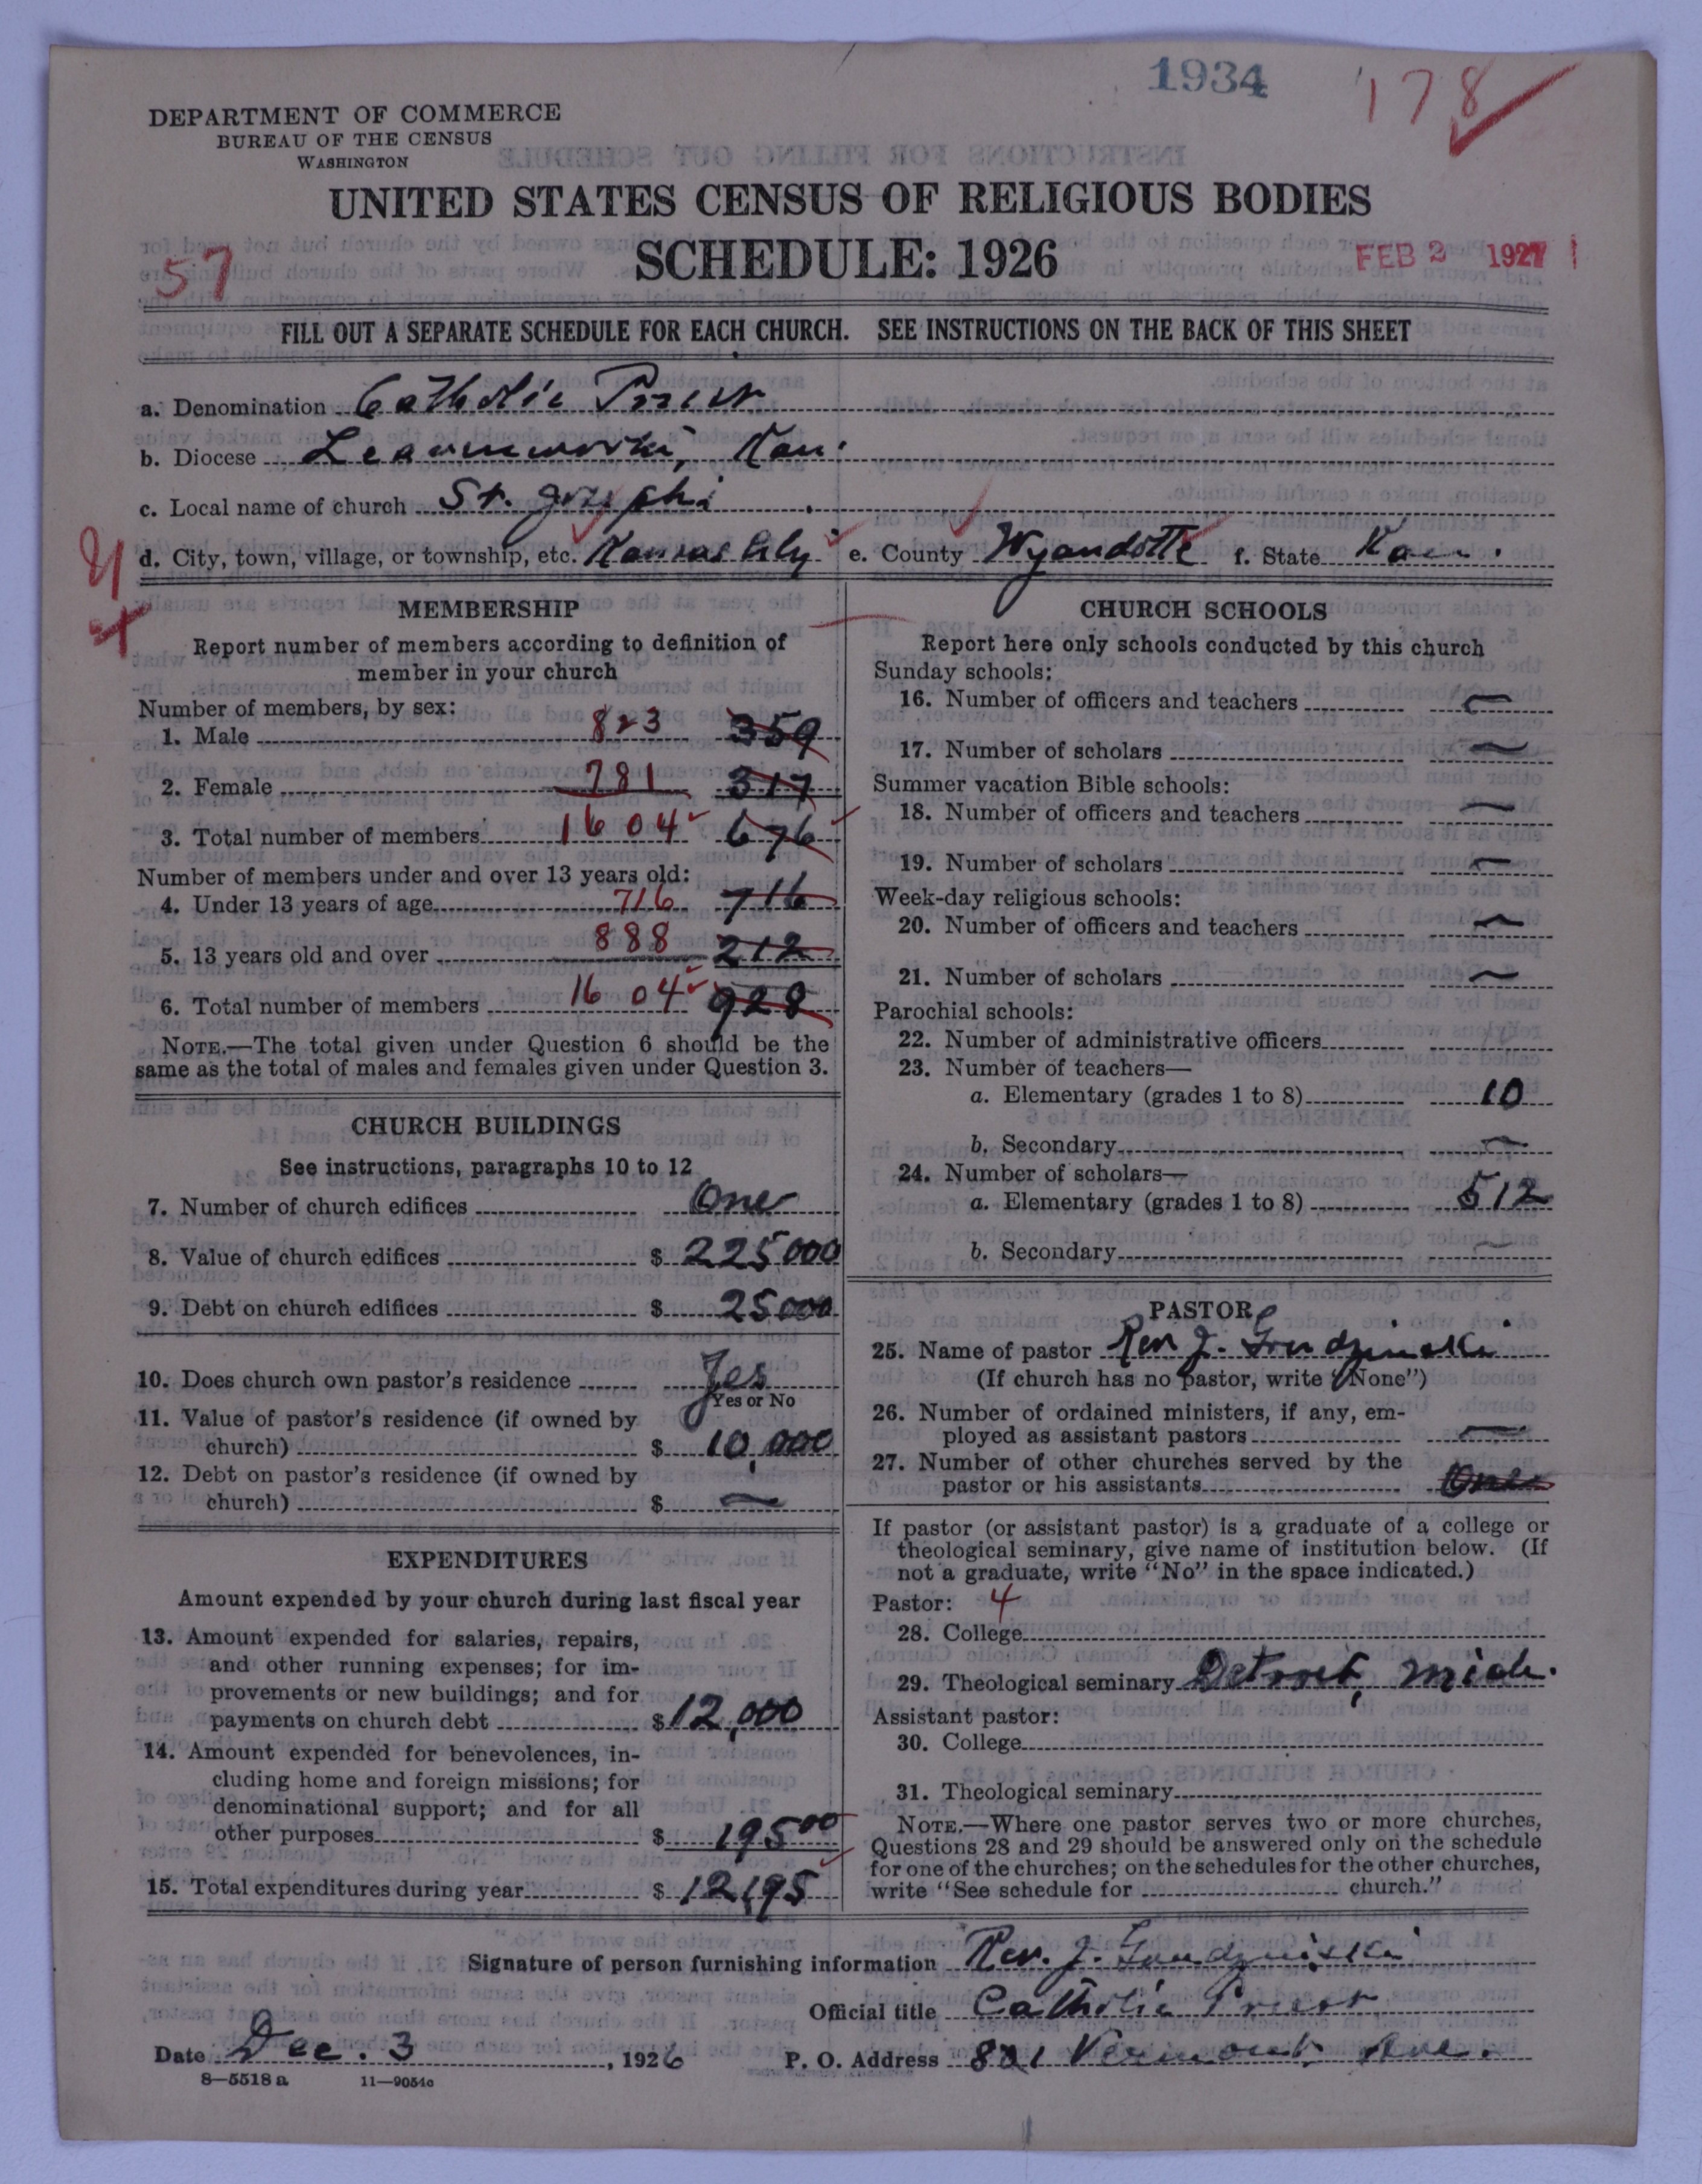 1934
178
DEPARTMENT OF COMMERCE
BUREAU OF THE CENSUS
WASHINGTON
UNITED STATES CENSUS OF RELIGIOUS BODIES
SCHEDULE: 1926
57
FEB 2 1927
FILL OUT A SEPARATE SCHEDULE FOR EACH CHURCH. SEE INSTRUCTIONS ON THE BACK OF THIS SHEET
a. Denomination Catholic Priest
b. Diocese Leavenworth, Kan.
c. Local name of church St. Josephs
d. City, town, village, or township, etc. Kansas City e. County Wyandotte f. State Kan.
MEMBERSHIP
Report number of members according to definition of
member in your church
Number of members, by sex:
1. Male 823 359
2. Female 781 317
3. Total number of members 1604 676
Number of members under and over 13 years old:
4. Under 13 years of age 716 716
5. 13 years old and over 888 212
6. Total number of members 1604 928
NOTE.—The total given under Question 6 should be the
same as the total of males and females given under Question 3.
CHURCH BUILDINGS
See instructions, paragraphs 10 to 12
7. Number of church edifices One
8. Value of church edifices $ 225000
9. Debt on church edifices $ 25000
10. Does church own pastor's residence Yes
Yes or No
11. Value of pastor's residence (if owned by
church) $ 10,000
12. Debt on pastor's residence (if owned by
church) $ —
EXPENDITURES
Amount expended by your church during last fiscal year
13. Amount expended for salaries, repairs,
and other running expenses; for im-
provements or new buildings; and for
payments on church debt $ 12,000
14. Amount expended for benevolences, in-
cluding home and foreign missions; for
denominational support; and for all
other purposes $ 195 00
15. Total expenditures during year $ 12,195
CHURCH SCHOOLS
Report here only schools conducted by this church
Sunday schools:
16. Number of officers and teachers —
17. Number of scholars —
Summer vacation Bible schools:
18. Number of officers and teachers —
19. Number of scholars —
Week-day religious schools:
20. Number of officers and teachers —
21. Number of scholars —
Parochial schools:
22. Number of administrative officers
23. Number of teachers—
a. Elementary (grades 1 to 8) 10
b. Secondary —
24. Number of scholars—
a. Elementary (grades 1 to 8) 512
b. Secondary —
PASTOR
25. Name of pastor Rev J.
(If church has no pastor, write "None")
26. Number of ordained ministers, if any, em-
ployed as assistant pastors —
27. Number of other churches served by the
pastor or his assistants One
If pastor (or assistant pastor) is a graduate of a college or
theological seminary, give name of institution below. (If
not a graduate, write "No" in the space indicated.)
Pastor: 4
28. College
29. Theological seminary Detroit, Mich.
Assistant pastor:
30. College
31. Theological seminary
NOTE.—Where one pastor serves two or more churches,
Questions 28 and 29 should be answered only on the schedule
for one of the churches; on the schedules for the other churches,
write "See schedule for church."
Signature of person furnishing information Rev. J.
Official title Catholic Priest
Date Dec. 3, 1926 P. O. Address 821 Vermont Ave.
8—5518 a 11—9054c